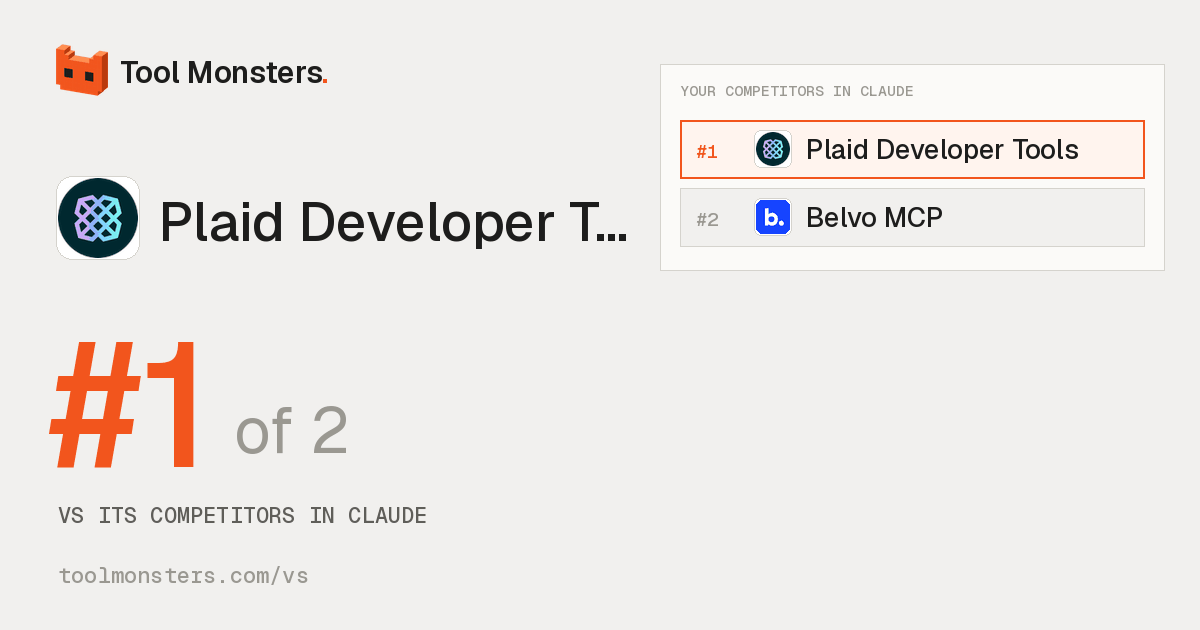 Tool Monsters.
Plaid Developer T...
#1 of 2
VS ITS COMPETITORS IN CLAUDE
toolmonsters.com/vs
YOUR COMPETITORS IN CLAUDE
#1 Plaid Developer Tools
#2 b. Belvo MCP